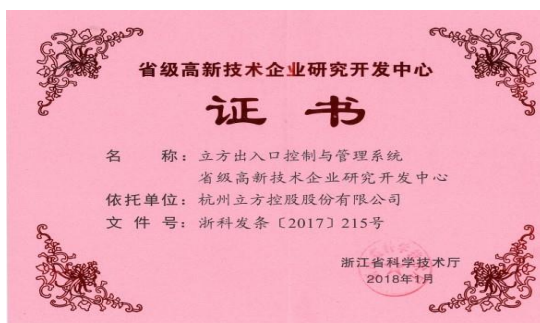 省级高新技术企业研究开发中心
证书
名 称：立方出入口控制与管理系统
省级高新技术企业研究开发中心
依托单位：杭州立方控股股份有限公司
文 件 号：浙科发条〔2017〕215号
浙江省科学技术厅
2018年1月